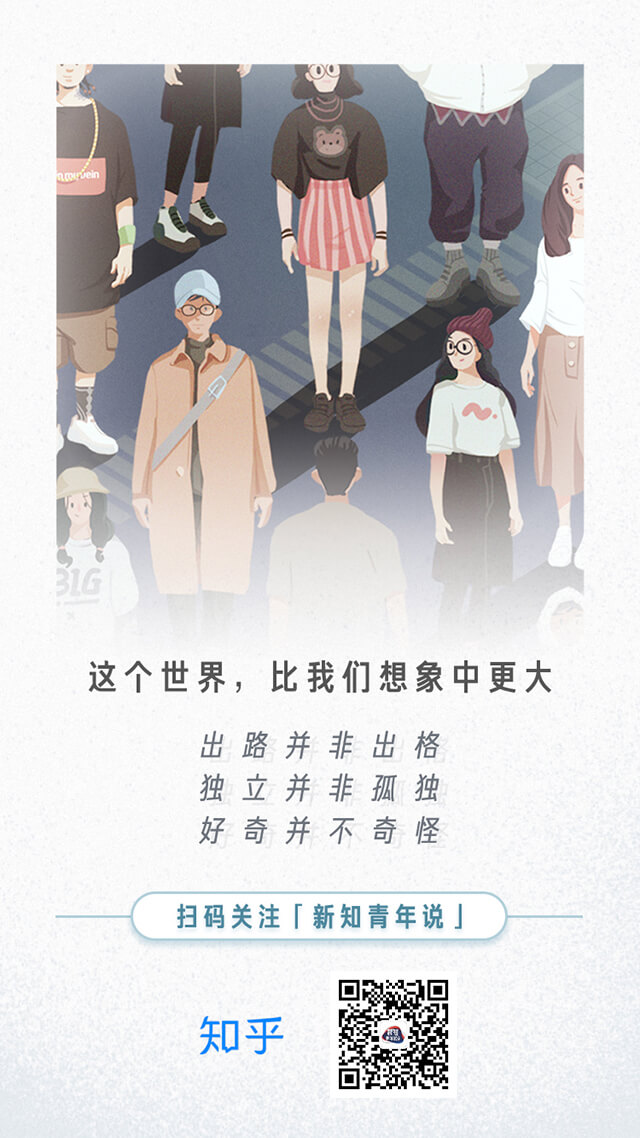 31G
这个世界，比我们想象中更大
出路并非出格
独立并非孤独
好奇并不奇怪
扫码关注「新知青年说」
知乎